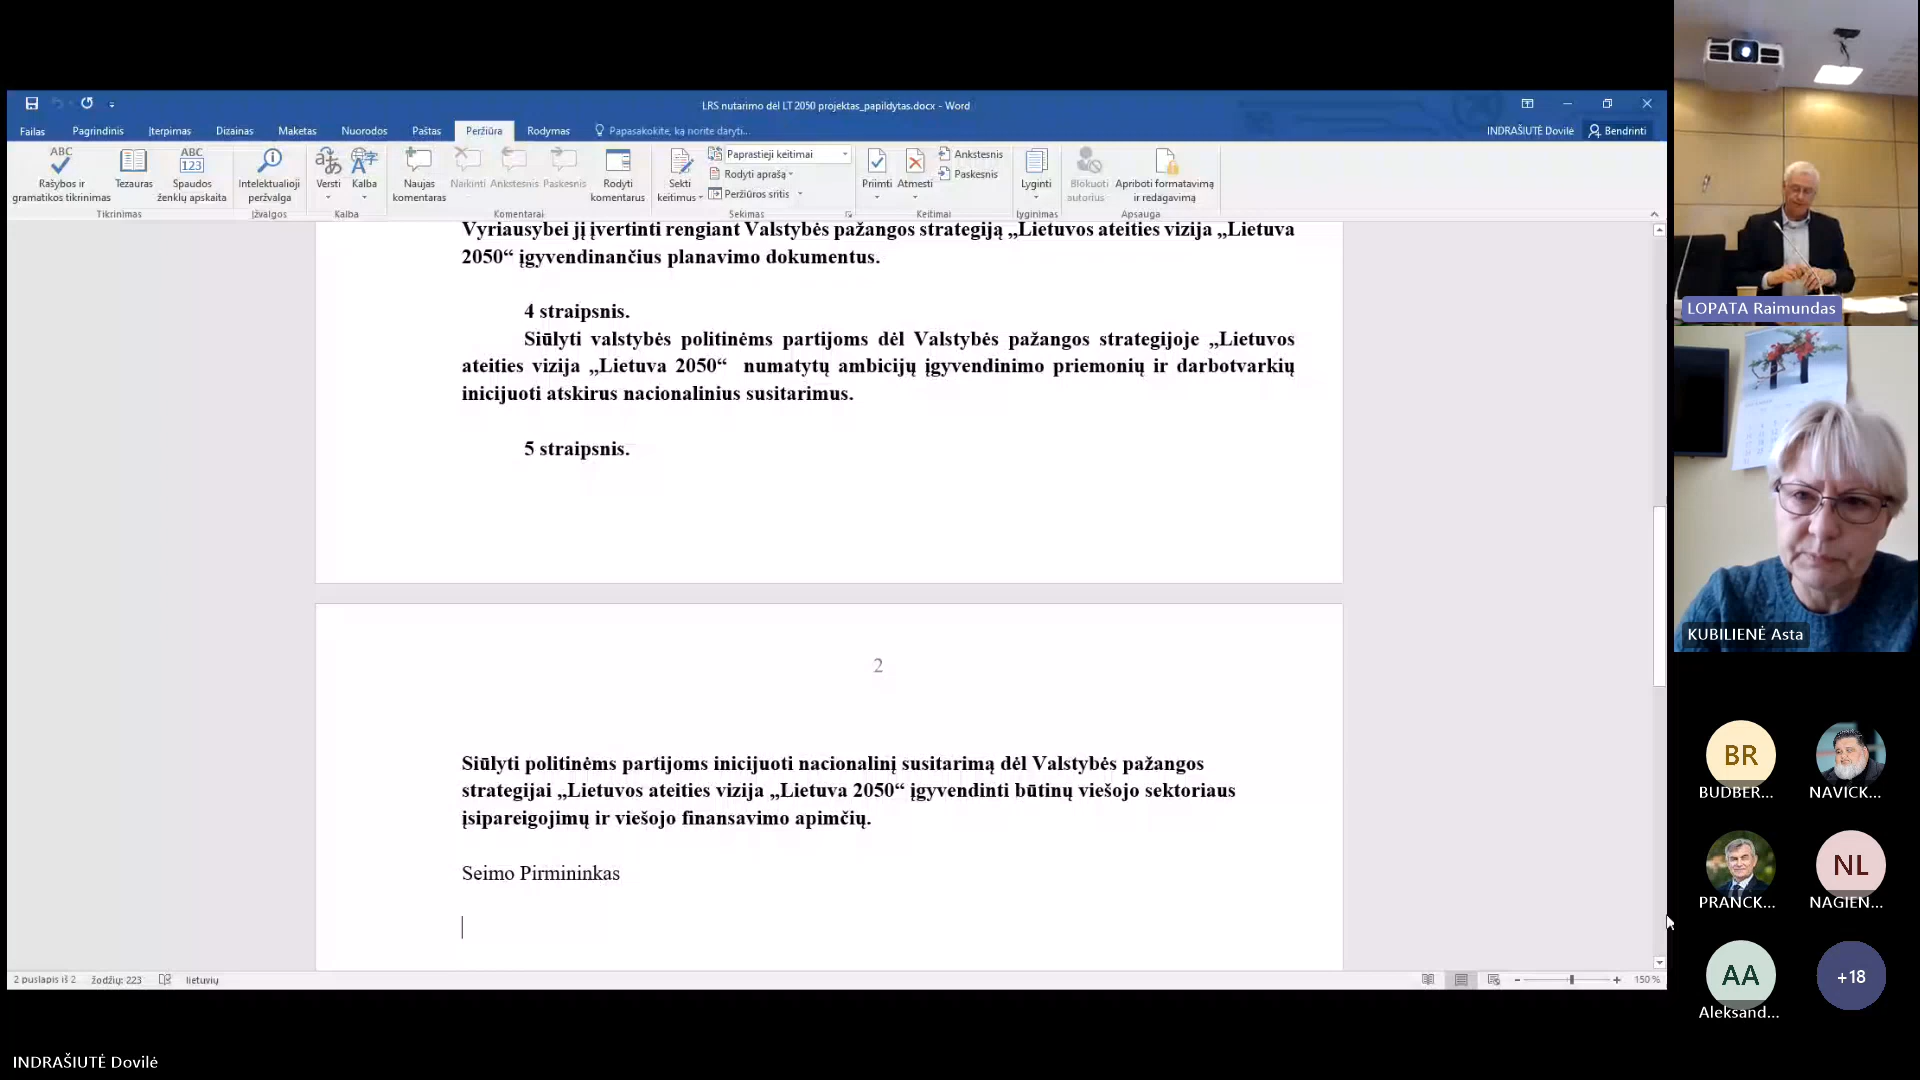 LRS nutarimo dėl LT 2050 projektas_papildytas.docx - Word
Failas Pagrindinis Įterpimas Dizainas Maketas Nuorodos Paštas Peržiūra Rodymas Papasakokite, ką norite daryti... INDRAŠIUTĖ Dovilė Bendrinti
ABC
Rašybos ir gramatikos tikrinimas
Tezauras
ABC
123
Spaudos ženklų apskaita
Tikrinimas
Intelektualioji peržvalga
Įžvalgos
Versti
Kalba
Kalba
Naujas komentaras
Naikinti
Ankstesnis
Paskesnis
Rodyti komentarus
Komentarai
Sekti keitimus
Paprastieji keitimai
Rodyti aprašą
Peržiūros sritis
Sekimas
Priimti
Atmesti
Ankstesnis
Paskesnis
Keitimai
Lyginti
Lyginimas
Blokuoti autorius
Apriboti formatavimą ir redagavimą
Apsauga
Vyriausybei jį įvertinti rengiant Valstybės pažangos strategiją „Lietuvos ateities vizija „Lietuva
2050“ įgyvendinančius planavimo dokumentus.
4 straipsnis.
Siūlyti valstybės politinėms partijoms dėl Valstybės pažangos strategijoje „Lietuvos
ateities vizija „Lietuva 2050“ numatytų ambicijų įgyvendinimo priemonių ir darbotvarkių
inicijuoti atskirus nacionalinius susitarimus.
5 straipsnis.
2
Siūlyti politinėms partijoms inicijuoti nacionalinį susitarimą dėl Valstybės pažangos
strategijai „Lietuvos ateities vizija „Lietuva 2050“ įgyvendinti būtinų viešojo sektoriaus
įsipareigojimų ir viešojo finansavimo apimčių.
Seimo Pirmininkas
2 puslapis iš 2 žodžių: 223 lietuvių
150 %
LOPATA Raimundas
KUBILIENĖ Asta
BR
BUDBER...
NAVICK...
PRANCK...
NL
NAGIEN...
AA
Aleksand...
+18
INDRAŠIUTĖ Dovilė